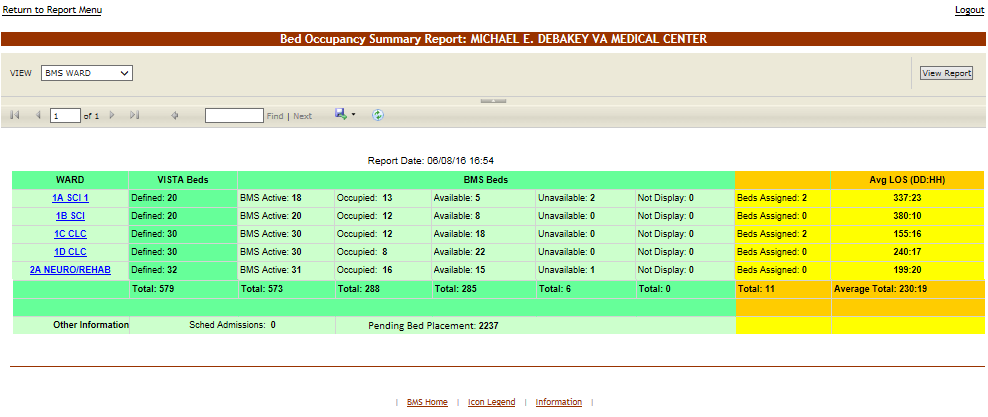 Return to Report Menu Logout
Bed Occupancy Summary Report: MICHAEL E. DEBAKEY VA MEDICAL CENTER
VIEW BMS WARD View Report
1 of 1 Find | Next
Report Date: 06/08/16 16:54
WARD VISTA Beds BMS Beds Avg LOS (DD:HH)
1A SCI 1 Defined: 20 BMS Active: 18 Occupied: 13 Available: 5 Unavailable: 2 Not Display: 0 Beds Assigned: 2 337:23
1B SCI Defined: 20 BMS Active: 20 Occupied: 12 Available: 8 Unavailable: 0 Not Display: 0 Beds Assigned: 0 380:10
1C CLC Defined: 30 BMS Active: 30 Occupied: 12 Available: 18 Unavailable: 0 Not Display: 0 Beds Assigned: 2 155:16
1D CLC Defined: 30 BMS Active: 30 Occupied: 8 Available: 22 Unavailable: 0 Not Display: 0 Beds Assigned: 0 240:17
2A NEURO/REHAB Defined: 32 BMS Active: 31 Occupied: 16 Available: 15 Unavailable: 1 Not Display: 0 Beds Assigned: 0 199:20
Total: 579 Total: 573 Total: 288 Total: 285 Total: 6 Total: 0 Total: 11 Average Total: 230:19
Other Information Sched Admissions: 0 Pending Bed Placement: 2237
| BMS Home | Icon Legend | Information |